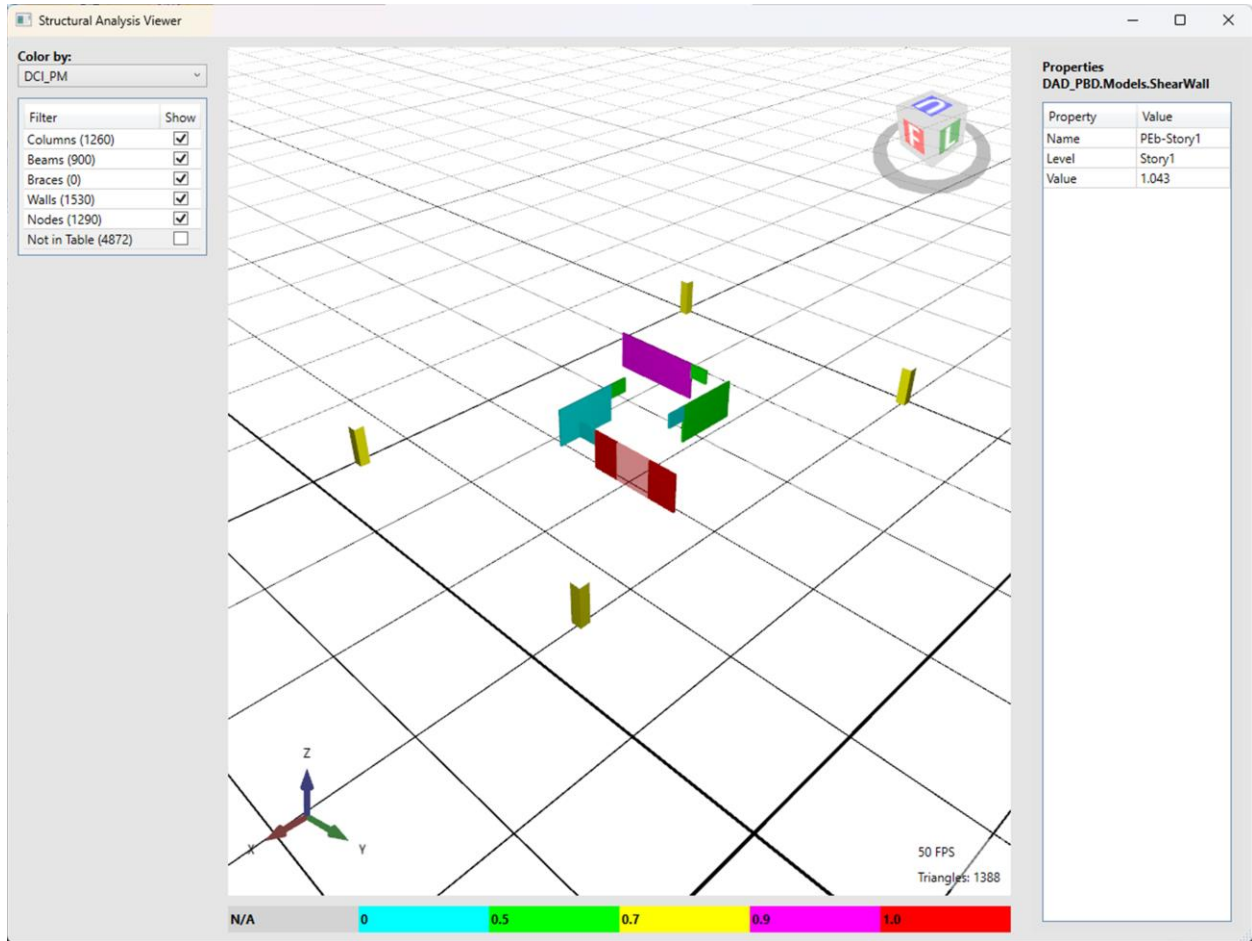 Structural Analysis Viewer
Color by:
DCI_PM
Filter Show
Columns (1260)
Beams (900)
Braces (0)
Walls (1530)
Nodes (1290)
Not in Table (4872)
F L
Z
X Y
50 FPS
Triangles: 1388
N/A 0 0.5 0.7 0.9 1.0
Properties
DAD_PBD.Models.ShearWall
Property Value
Name PEb-Story1
Level Story1
Value 1.043